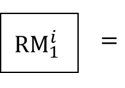 RM₁ⁱ =